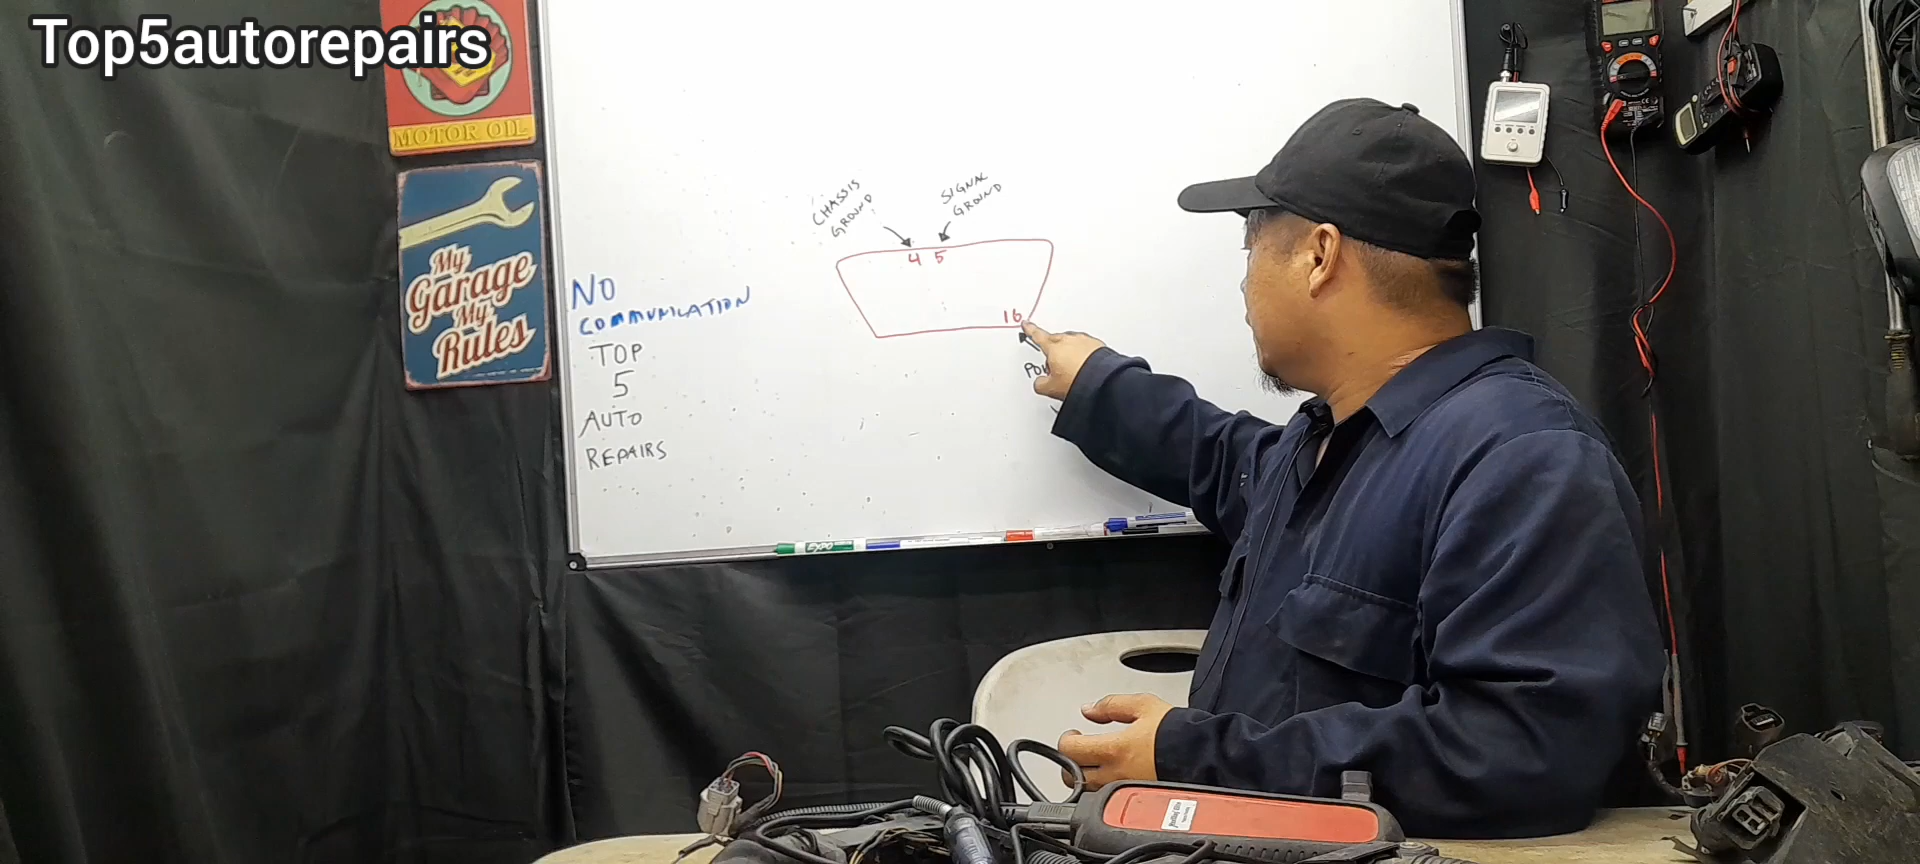 Top5autorepairs
MOTOR OIL
My
Garage
My
Rules
NO
COMMUNICATION
TOP
5
AUTO
REPAIRS
CHASSIS
GROUND
SIGNAL
GROUND
4 5
16
EXPO